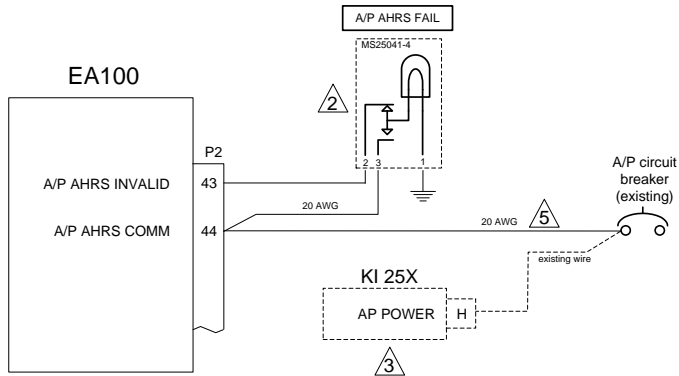 A/P AHRS FAIL
MS25041-4
EA100
2
P2
2 3 1
A/P AHRS INVALID 43
A/P circuit
breaker
(existing)
20 AWG
A/P AHRS COMM 44
20 AWG
5
existing wire
KI 25X
AP POWER H
3